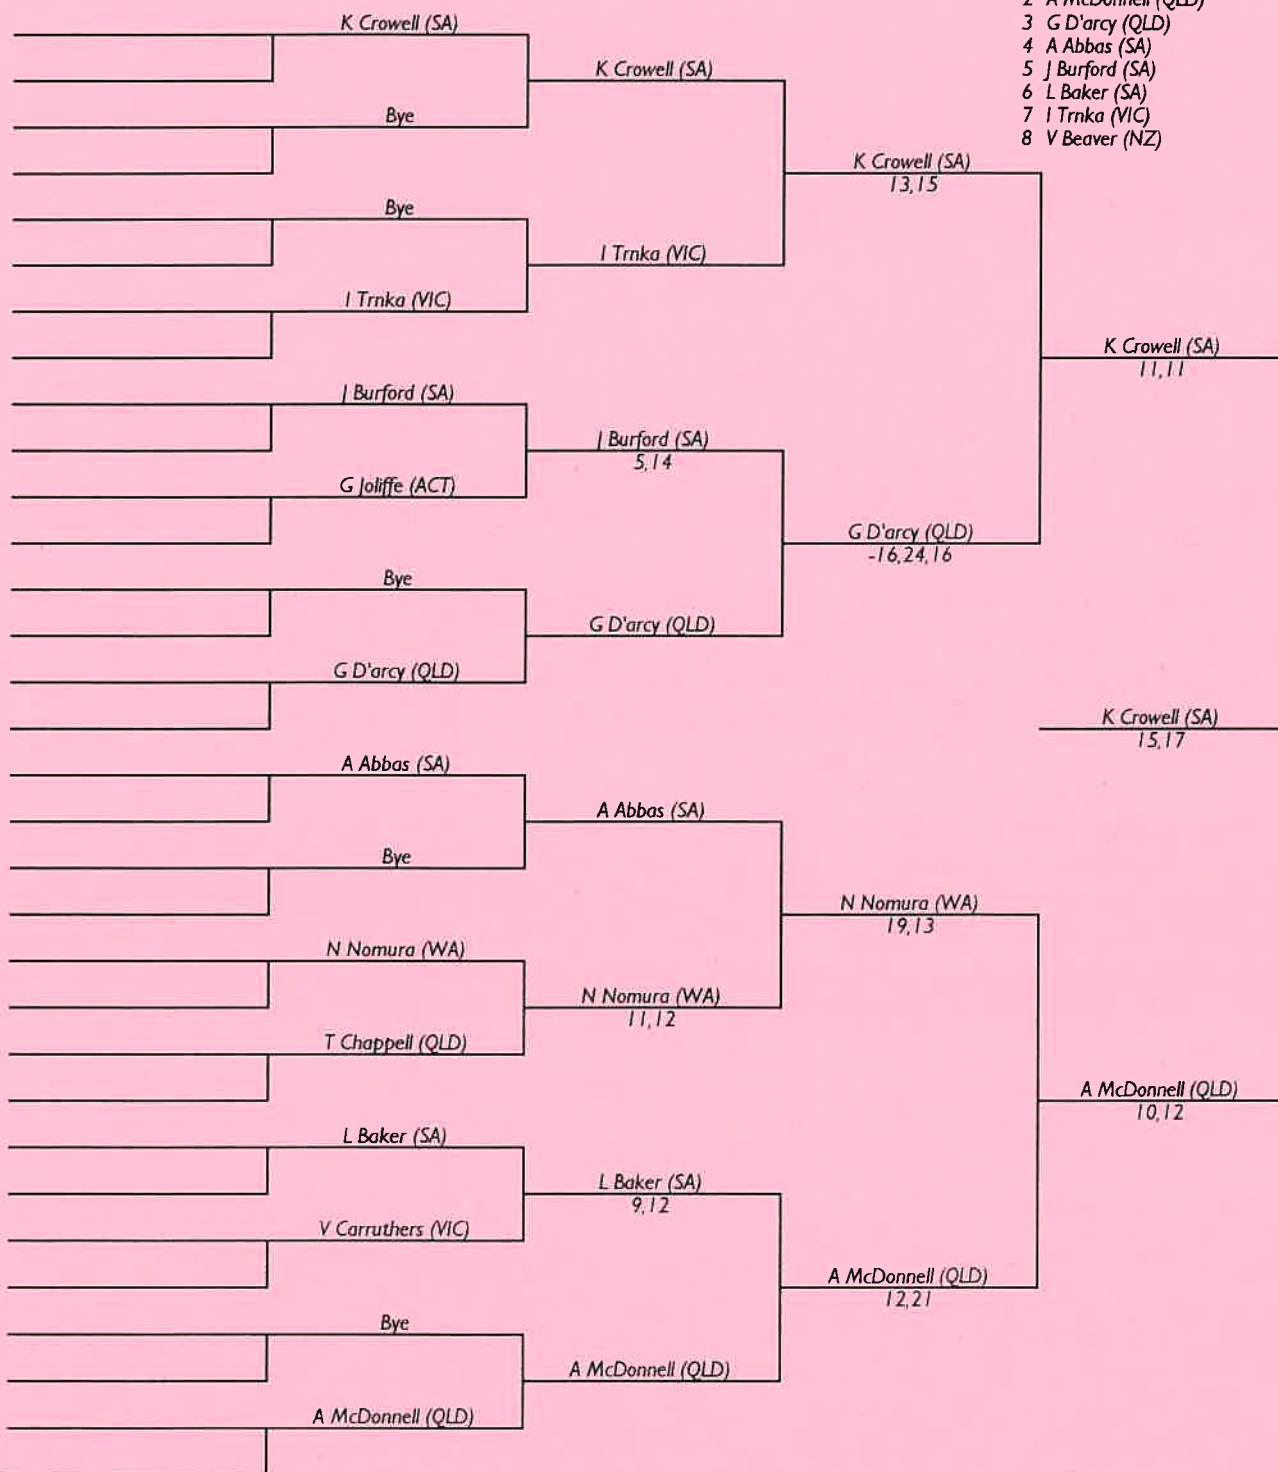 2 A McDonnell (QLD)
3 G D'arcy (QLD)
4 A Abbas (SA)
5 J Burford (SA)
6 L Baker (SA)
7 I Trnka (VIC)
8 V Beaver (NZ)
K Crowell (SA)
Bye
Bye
I Trnka (VIC)
J Burford (SA)
G Joliffe (ACT)
Bye
G D'arcy (QLD)
A Abbas (SA)
Bye
N Nomura (WA)
T Chappell (QLD)
L Baker (SA)
V Carruthers (VIC)
Bye
A McDonnell (QLD)
K Crowell (SA)
I Trnka (VIC)
J Burford (SA)
5,14
G D'arcy (QLD)
A Abbas (SA)
N Nomura (WA)
11,12
L Baker (SA)
9,12
A McDonnell (QLD)
K Crowell (SA)
13,15
G D'arcy (QLD)
-16,24,16
N Nomura (WA)
19,13
A McDonnell (QLD)
12,21
K Crowell (SA)
11,11
K Crowell (SA)
15,17
A McDonnell (QLD)
10,12